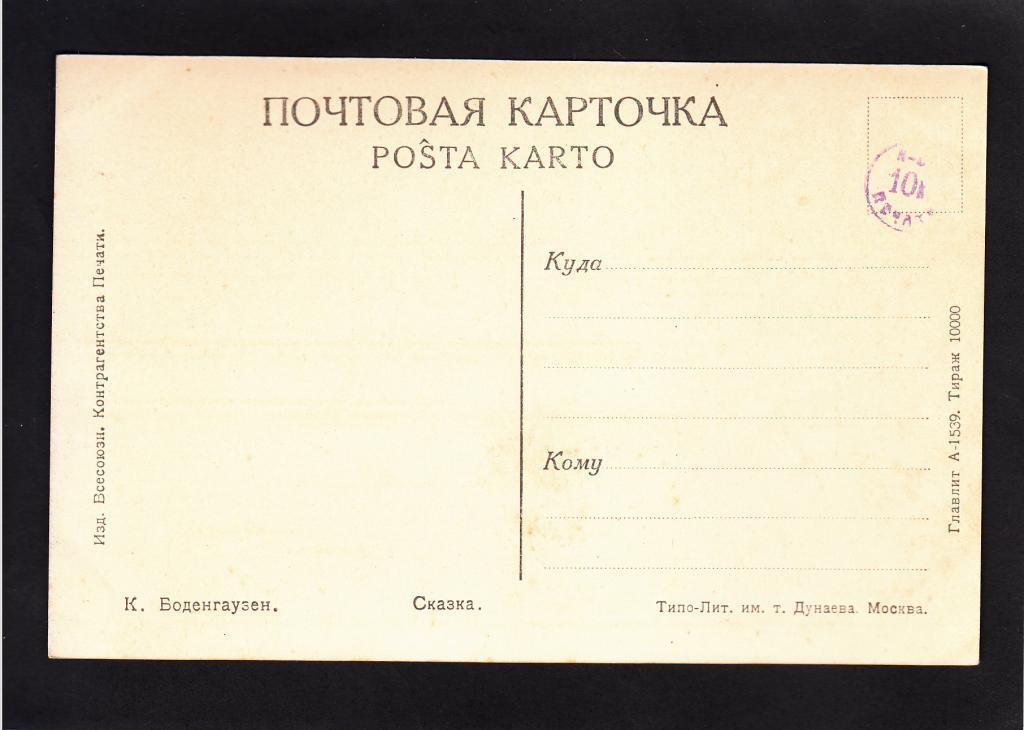 ПОЧТОВАЯ КАРТОЧКА
POŜTA KARTO
10к
Куда
Кому
Изд. Всесоюзн. Контрагентства Печати.
Главлит А-1539. Тираж 10000
К. Боденгаузен.
Сказка.
Типо-Лит. им. т. Дунаева. Москва.